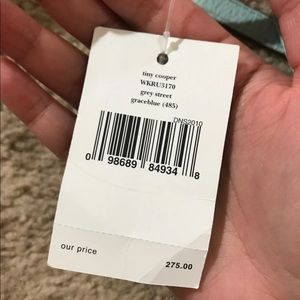 tiny cooper
WKRU3170
grey street
graceblue (485)
DNS2010
0 98689 84934 8
our price 275.00